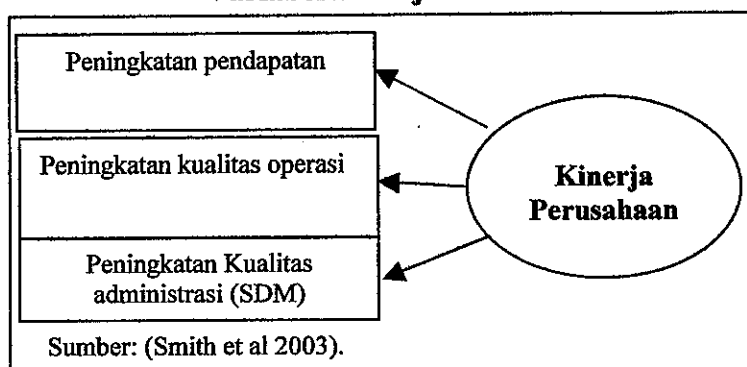 Peningkatan pendapatan
Peningkatan kualitas operasi
Peningkatan Kualitas
administrasi (SDM)
Kinerja
Perusahaan
Sumber: (Smith et al 2003).